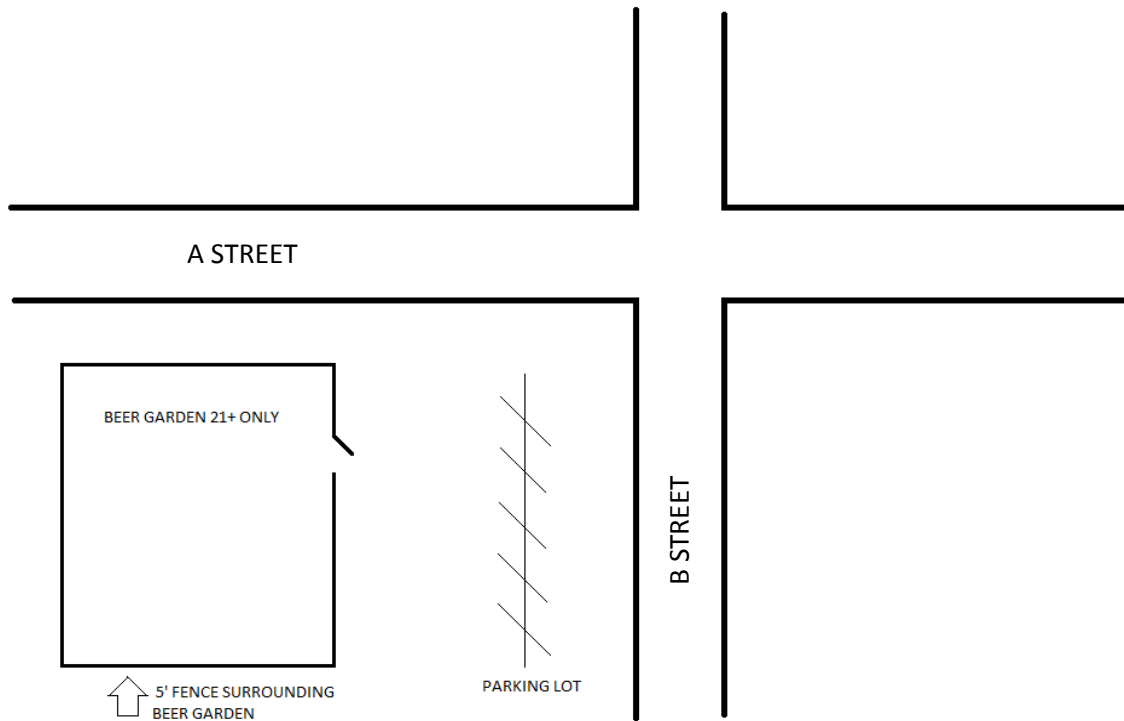 A STREET
BEER GARDEN 21+ ONLY
B STREET
5' FENCE SURROUNDING
BEER GARDEN
PARKING LOT